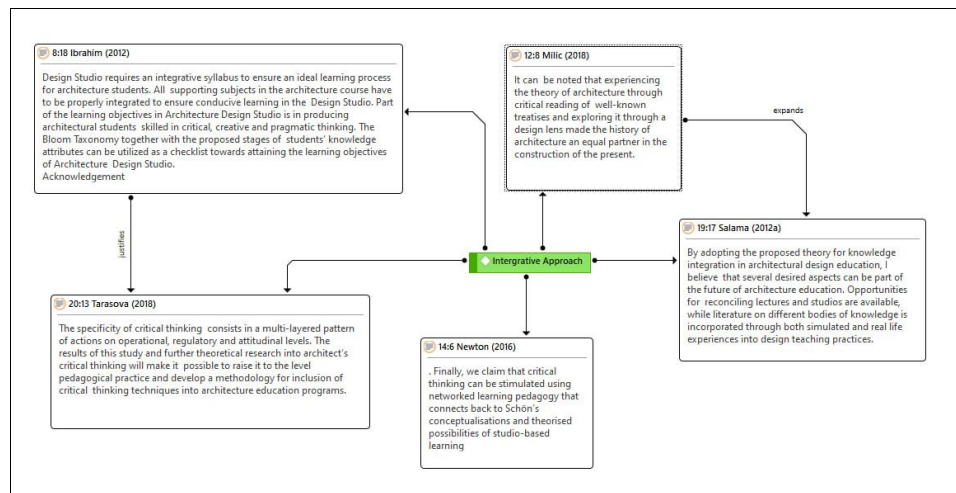 8:18 Ibrahim (2012)
Design Studio requires an integrative syllabus to ensure an ideal learning process
for architecture students. All supporting subjects in the architecture course have
to be properly integrated to ensure conducive learning in the Design Studio. Part
of the learning objectives in Architecture Design Studio is in producing
architectural students skilled in critical, creative and pragmatic thinking. The
Bloom Taxonomy together with the proposed stages of students' knowledge
attributes can be utilized as a checklist towards attaining the learning objectives
of Architecture Design Studio.
Acknowledgement
12:8 Milic (2018)
It can be noted that experiencing
the theory of architecture through
critical reading of well-known
treatises and exploring it through a
design lens made the history of
architecture an equal partner in the
construction of the present.
expands
justifies
19:17 Salama (2012a)
By adopting the proposed theory for knowledge
integration in architectural design education, I
believe that several desired aspects can be part of
the future of architecture education. Opportunities
for reconciling lectures and studios are available,
while literature on different bodies of knowledge is
incorporated through both simulated and real life
experiences into design teaching practices.
Intergrative Approach
20:13 Tarasova (2018)
The specificity of critical thinking consists in a multi-layered pattern
of actions on operational, regulatory and attitudinal levels. The
results of this study and further theoretical research into architect's
critical thinking will make it possible to raise it to the level
pedagogical practice and develop a methodology for inclusion of
critical thinking techniques into architecture education programs.
14:6 Newton (2016)
. Finally, we claim that critical
thinking can be stimulated using
networked learning pedagogy that
connects back to Schön's
conceptualisations and theorised
possibilities of studio-based
learning